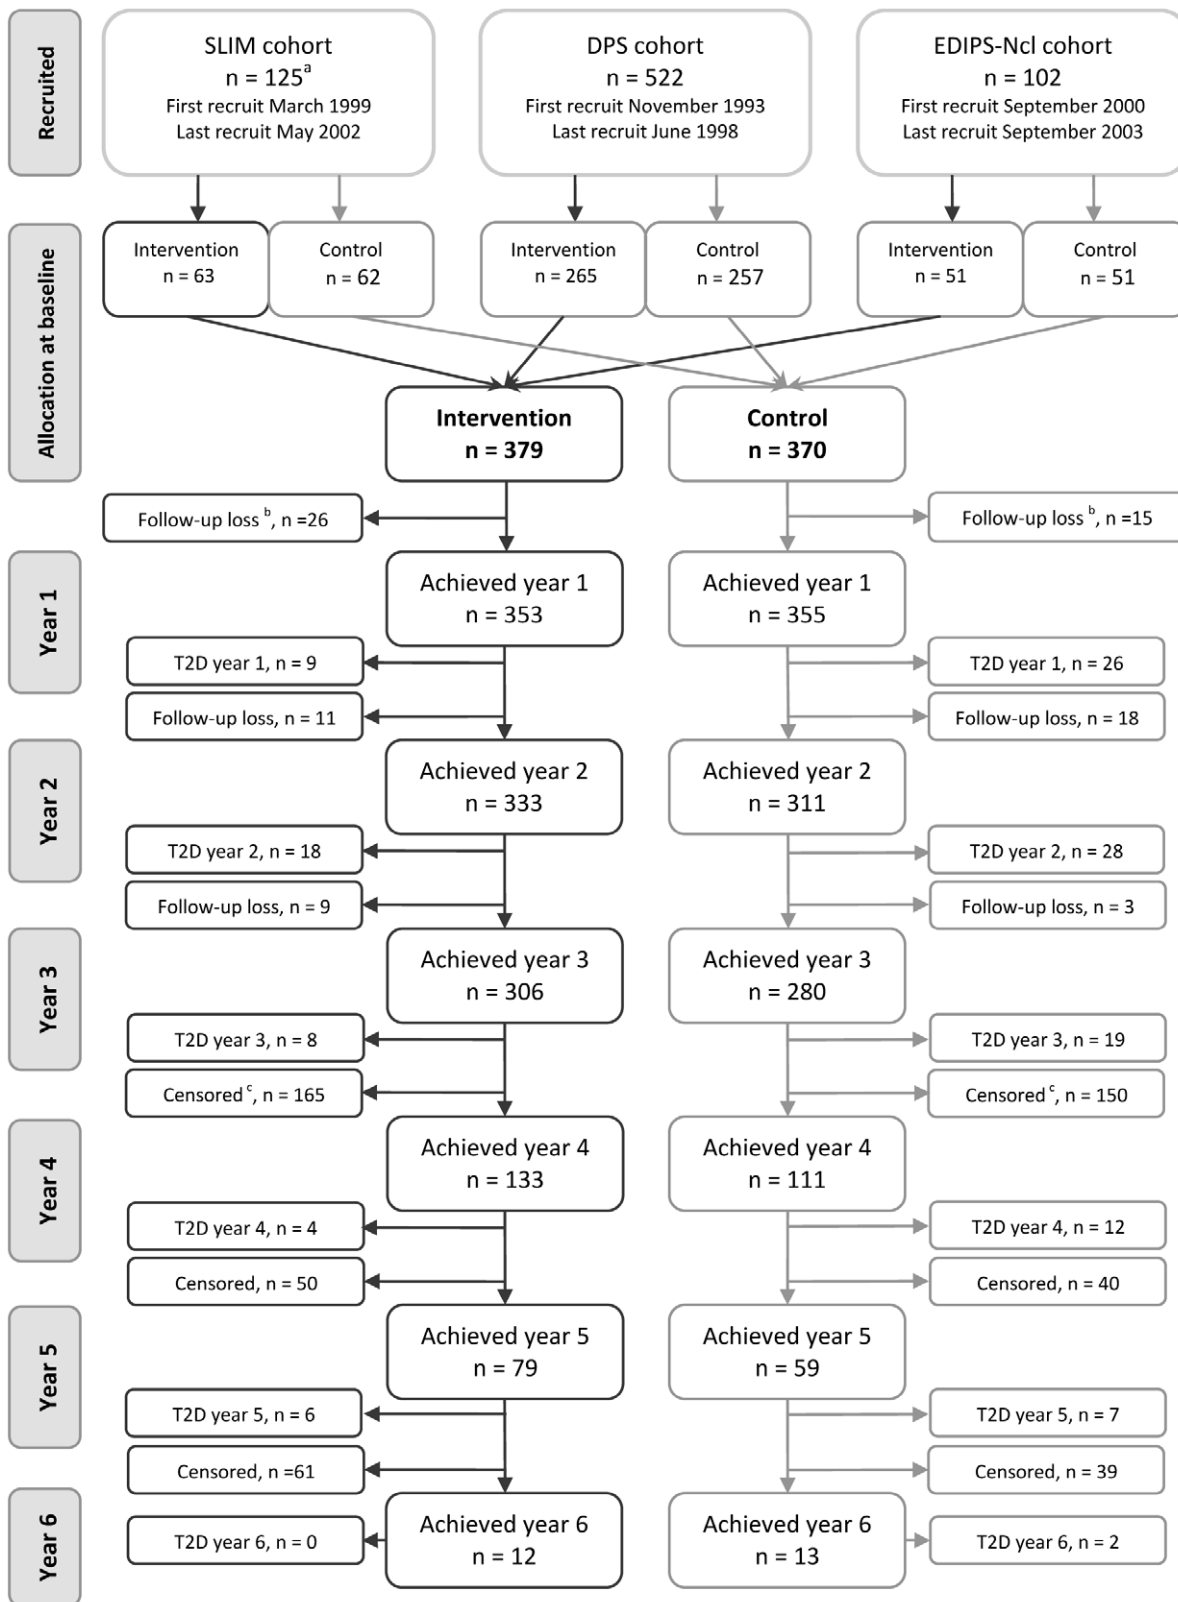 Recruited
SLIM cohort
n = 125a
First recruit March 1999
Last recruit May 2002
DPS cohort
n = 522
First recruit November 1993
Last recruit June 1998
EDIPS-Ncl cohort
n = 102
First recruit September 2000
Last recruit September 2003
Allocation at baseline
Intervention
n = 63
Control
n = 62
Intervention
n = 265
Control
n = 257
Intervention
n = 51
Control
n = 51
Intervention
n = 379
Control
n = 370
Follow-up loss b, n =26
Follow-up loss b, n =15
Year 1
Achieved year 1
n = 353
Achieved year 1
n = 355
T2D year 1, n = 9
T2D year 1, n = 26
Follow-up loss, n = 11
Follow-up loss, n = 18
Year 2
Achieved year 2
n = 333
Achieved year 2
n = 311
T2D year 2, n = 18
T2D year 2, n = 28
Follow-up loss, n = 9
Follow-up loss, n = 3
Year 3
Achieved year 3
n = 306
Achieved year 3
n = 280
T2D year 3, n = 8
T2D year 3, n = 19
Censored c, n = 165
Censored c, n = 150
Year 4
Achieved year 4
n = 133
Achieved year 4
n = 111
T2D year 4, n = 4
T2D year 4, n = 12
Censored, n = 50
Censored, n = 40
Year 5
Achieved year 5
n = 79
Achieved year 5
n = 59
T2D year 5, n = 6
T2D year 5, n = 7
Censored, n =61
Censored, n = 39
Year 6
Achieved year 6
n = 12
Achieved year 6
n = 13
T2D year 6, n = 0
T2D year 6, n = 2